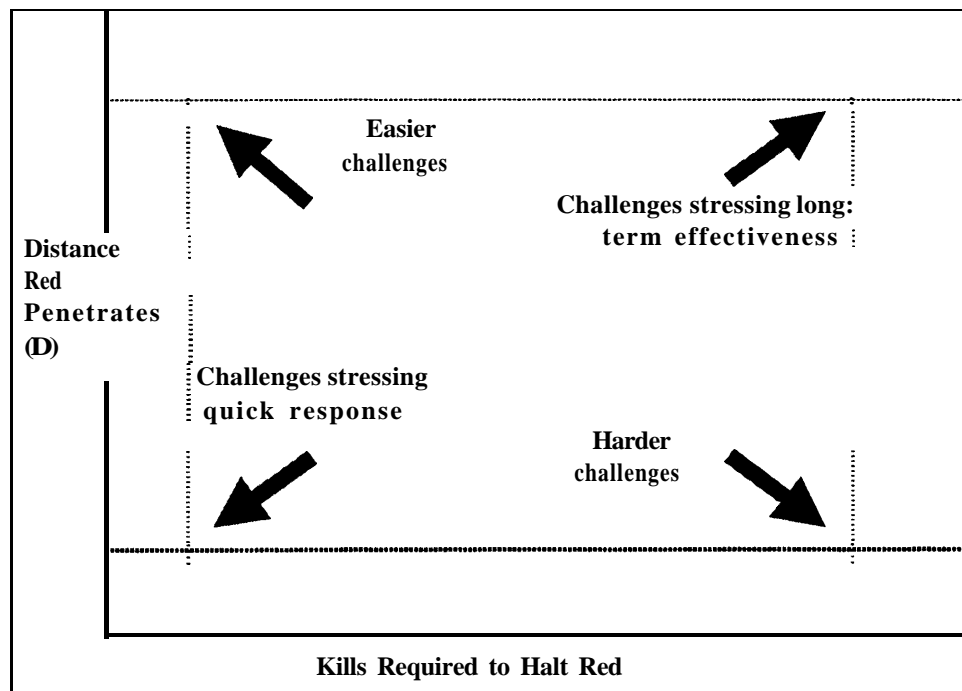 Easier
challenges
Challenges stressing long:
term effectiveness
Distance
Red
Penetrates
(D)
Challenges stressing
quick response
Harder
challenges
Kills Required to Halt Red